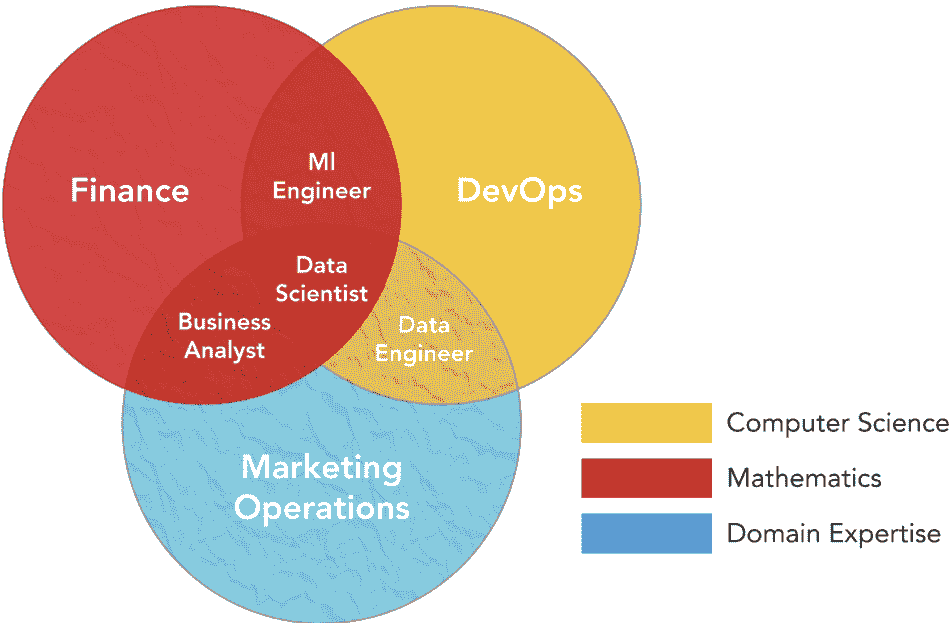 Finance
Ml
Engineer
DevOps
Data
Scientist
Business
Analyst
Data
Engineer
Marketing
Operations
Computer Science
Mathematics
Domain Expertise